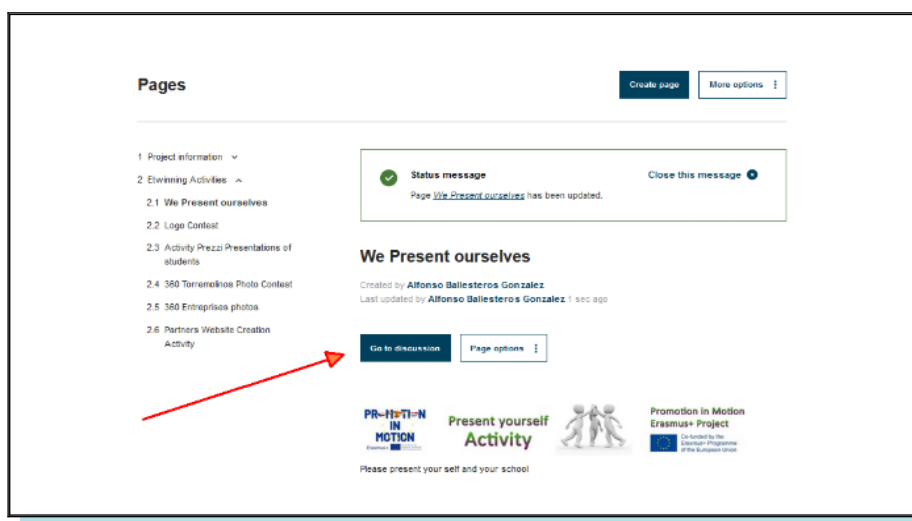 Pages
Create page
More options
1 Project information
2 Etwinning Activities
2.1 We Present ourselves
2.2 Logo Contest
2.3 Activity Prezzi Presentations of
students
2.4 360 Torremolinos Photo Contest
2.5 360 Entreprises photos
2.6 Partners Website Creation
Activity
Status message
Close this message
Page We Present ourselves has been updated.
We Present ourselves
Created by Alfonso Ballesteros Gonzalez
Last updated by Alfonso Ballesteros Gonzalez 1 sec ago
Go to discussion
Page options
PROMOTION
IN
MOTION
Present yourself
Activity
Promotion in Motion
Erasmus+ Project
Co-funded by the
Erasmus+ Programme
of the European Union
Please present your self and your school